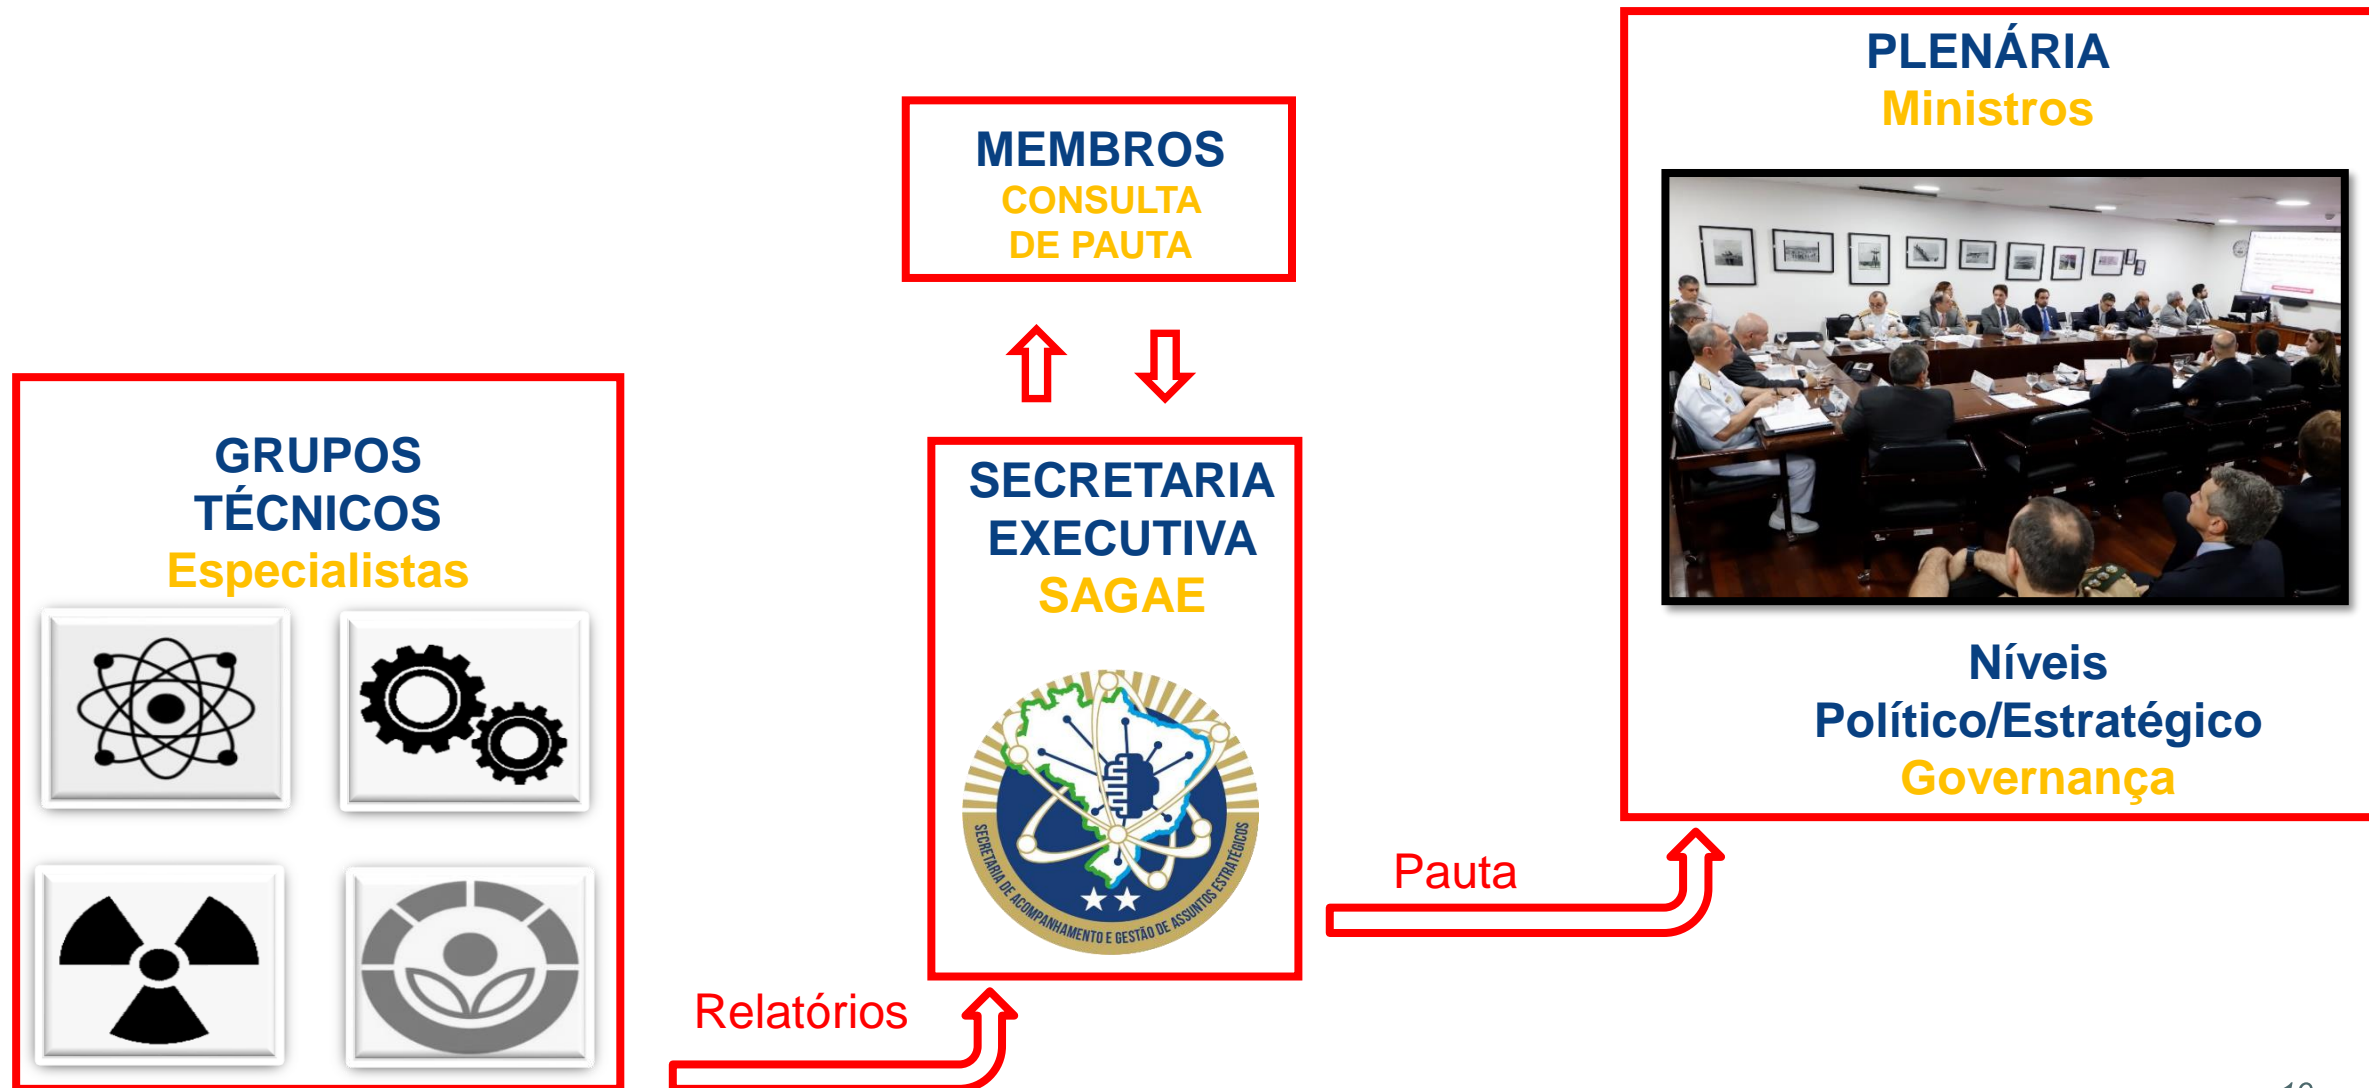 PLENÁRIA
Ministros
MEMBROS
CONSULTA
DE PAUTA
GRUPOS
TÉCNICOS
Especialistas
SECRETARIA
EXECUTIVA
SAGAE
SECRETARIA DE ACOMPANHAMENTO E GESTÃO DE ASSUNTOS ESTRATÉGICOS
Níveis
Político/Estratégico
Governança
Pauta
Relatórios